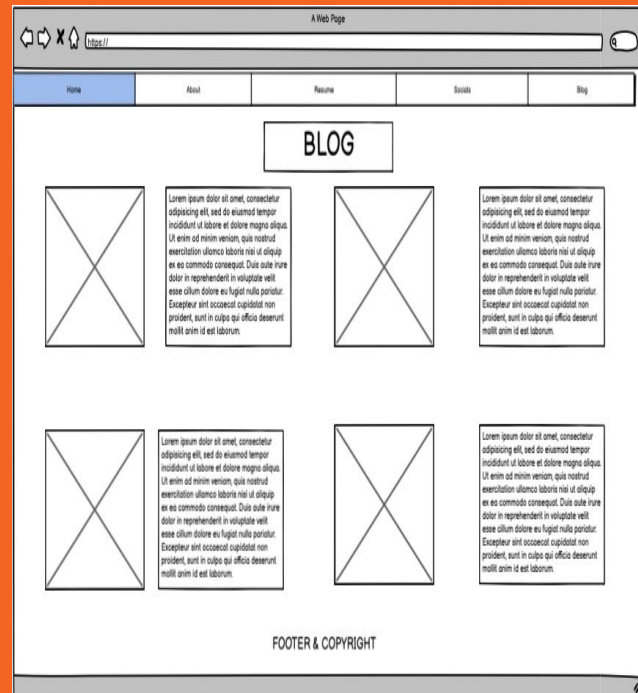 A Web Page
https://
Home About Resume Socials Blog
BLOG
Lorem ipsum dolor sit amet, consectetur
adipisicing elit, sed do eiusmod tempor
incididunt ut labore et dolore magna aliqua.
Ut enim ad minim veniam, quis nostrud
exercitation ullamco laboris nisi ut aliquip
ex ea commodo consequat. Duis aute irure
dolor in reprehenderit in voluptate velit
esse cillum dolore eu fugiat nulla pariatur.
Excepteur sint occaecat cupidatat non
proident, sunt in culpa qui officia deserunt
mollit anim id est laborum.
Lorem ipsum dolor sit amet, consectetur
adipisicing elit, sed do eiusmod tempor
incididunt ut labore et dolore magna aliqua.
Ut enim ad minim veniam, quis nostrud
exercitation ullamco laboris nisi ut aliquip
ex ea commodo consequat. Duis aute irure
dolor in reprehenderit in voluptate velit
esse cillum dolore eu fugiat nulla pariatur.
Excepteur sint occaecat cupidatat non
proident, sunt in culpa qui officia deserunt
mollit anim id est laborum.
Lorem ipsum dolor sit amet, consectetur
adipisicing elit, sed do eiusmod tempor
incididunt ut labore et dolore magna aliqua.
Ut enim ad minim veniam, quis nostrud
exercitation ullamco laboris nisi ut aliquip
ex ea commodo consequat. Duis aute irure
dolor in reprehenderit in voluptate velit
esse cillum dolore eu fugiat nulla pariatur.
Excepteur sint occaecat cupidatat non
proident, sunt in culpa qui officia deserunt
mollit anim id est laborum.
Lorem ipsum dolor sit amet, consectetur
adipisicing elit, sed do eiusmod tempor
incididunt ut labore et dolore magna aliqua.
Ut enim ad minim veniam, quis nostrud
exercitation ullamco laboris nisi ut aliquip
ex ea commodo consequat. Duis aute irure
dolor in reprehenderit in voluptate velit
esse cillum dolore eu fugiat nulla pariatur.
Excepteur sint occaecat cupidatat non
proident, sunt in culpa qui officia deserunt
mollit anim id est laborum.
FOOTER & COPYRIGHT